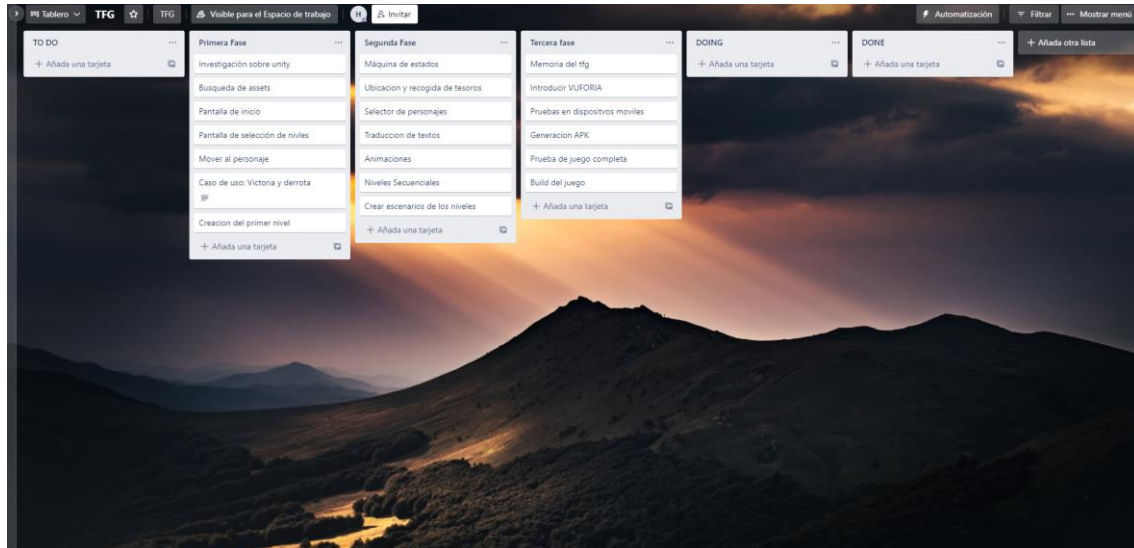 Tablero
TFG
TFG
Visible para el Espacio de trabajo
H
Invitar
Automatización
Filtrar
Mostrar menú
TO DO
+ Añada una tarjeta
Primera Fase
Investigación sobre unity
Busqueda de assets
Pantalla de inicio
Pantalla de selección de nivles
Mover al personaje
Caso de uso: Victoria y derrota
Creacion del primer nivel
+ Añada una tarjeta
Segunda Fase
Máquina de estados
Ubicacion y recogida de tesoros
Selector de personajes
Traduccion de textos
Animaciones
Niveles Secuenciales
Crear escenarios de los niveles
+ Añada una tarjeta
Tercera fase
Memoria del tfg
Introducir VUFORIA
Pruebas en dispositvos moviles
Generacion APK
Prueba de juego completa
Build del juego
+ Añada una tarjeta
DOING
+ Añada una tarjeta
DONE
+ Añada una tarjeta
+ Añada otra lista